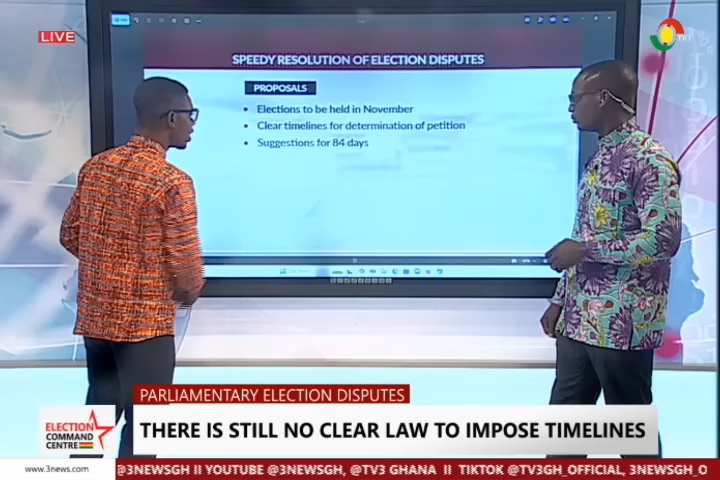 LIVE
TV3
SPEEDY RESOLUTION OF ELECTION DISPUTES
PROPOSALS
• Elections to be held in November
• Clear timelines for determination of petition
• Suggestions for 84 days
PARLIAMENTARY ELECTION DISPUTES
ELECTION
COMMAND
CENTRE
THERE IS STILL NO CLEAR LAW TO IMPOSE TIMELINES
www.3news.com
@3NEWSGH II YOUTUBE @3NEWSGH, @TV3 GHANA II TIKTOK @TV3GH_OFFICIAL, 3NEWSGH_O